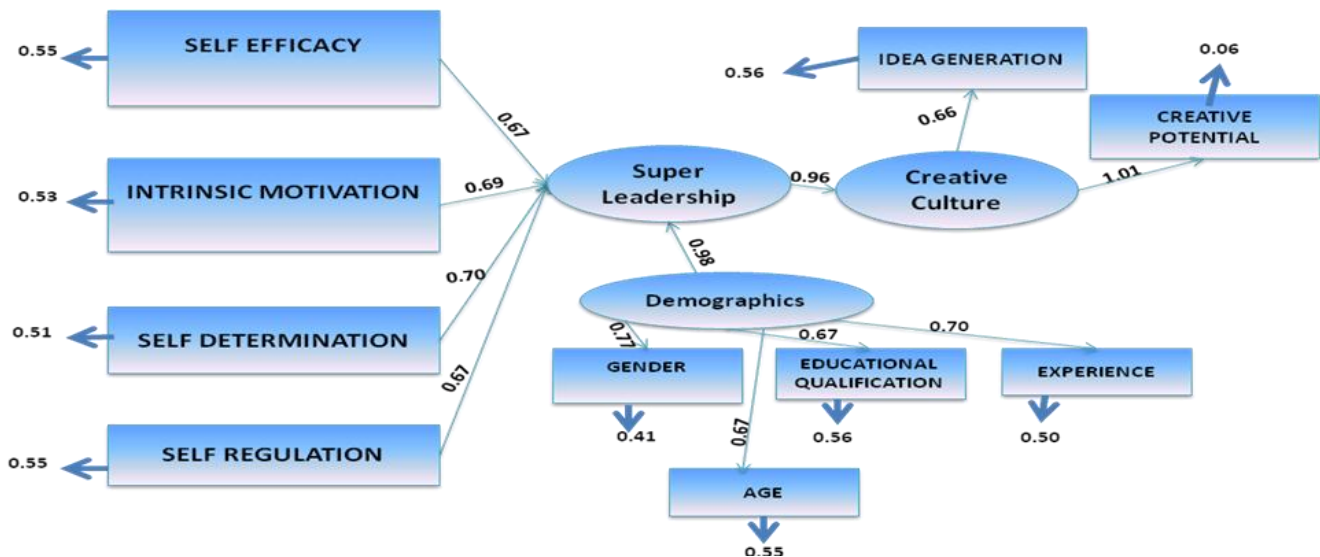 0.55
SELF EFFICACY
0.67
0.53
INTRINSIC MOTIVATION
0.69
0.51
SELF DETERMINATION
0.70
0.55
SELF REGULATION
0.67
Super
Leadership
0.96
Creative
Culture
0.66
IDEA GENERATION
0.56
1.01
CREATIVE
POTENTIAL
0.06
0.98
Demographics
0.77
GENDER
0.41
0.67
EDUCATIONAL
QUALIFICATION
0.56
0.70
EXPERIENCE
0.50
0.67
AGE
0.55